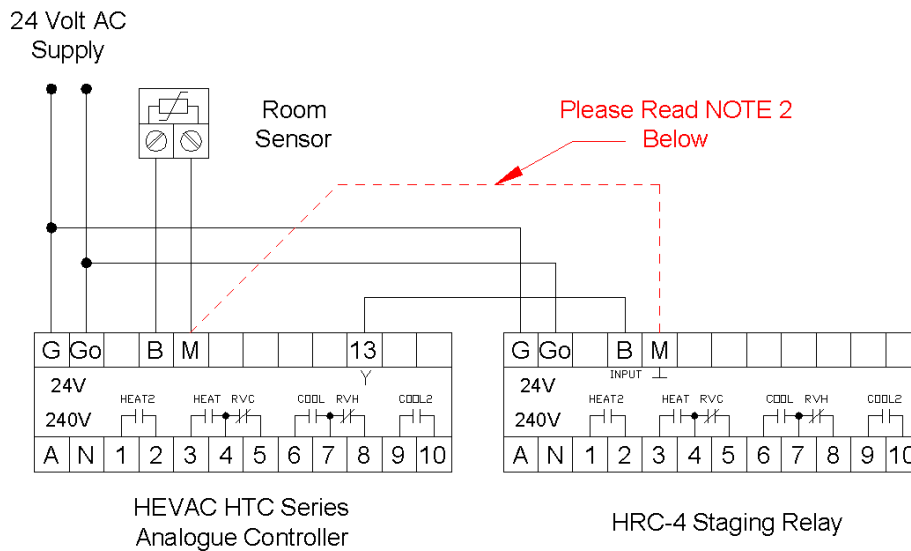 24 Volt AC
Supply
Room
Sensor
Please Read NOTE 2
Below
G Go B M 13
Y
24V
240V
HEAT2 HEAT RVC COOL RVH COOL2
A N 1 2 3 4 5 6 7 8 9 10
HEVAC HTC Series
Analogue Controller
G Go B M
INPUT
24V
240V
HEAT2 HEAT RVC COOL RVH COOL2
A N 1 2 3 4 5 6 7 8 9 10
HRC-4 Staging Relay